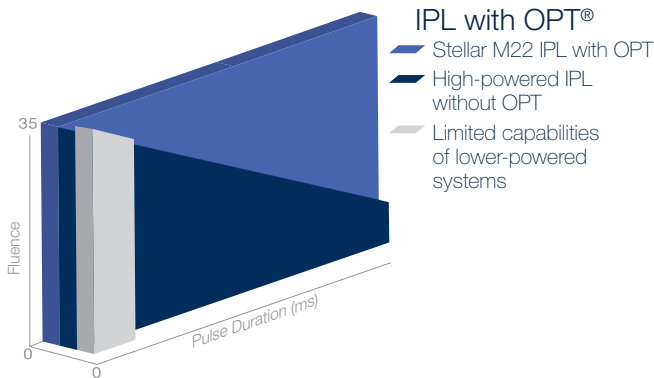 IPL with OPT®
Stellar M22 IPL with OPT
High-powered IPL
without OPT
Limited capabilities
of lower-powered
systems
35
Fluence
0
0
Pulse Duration (ms)